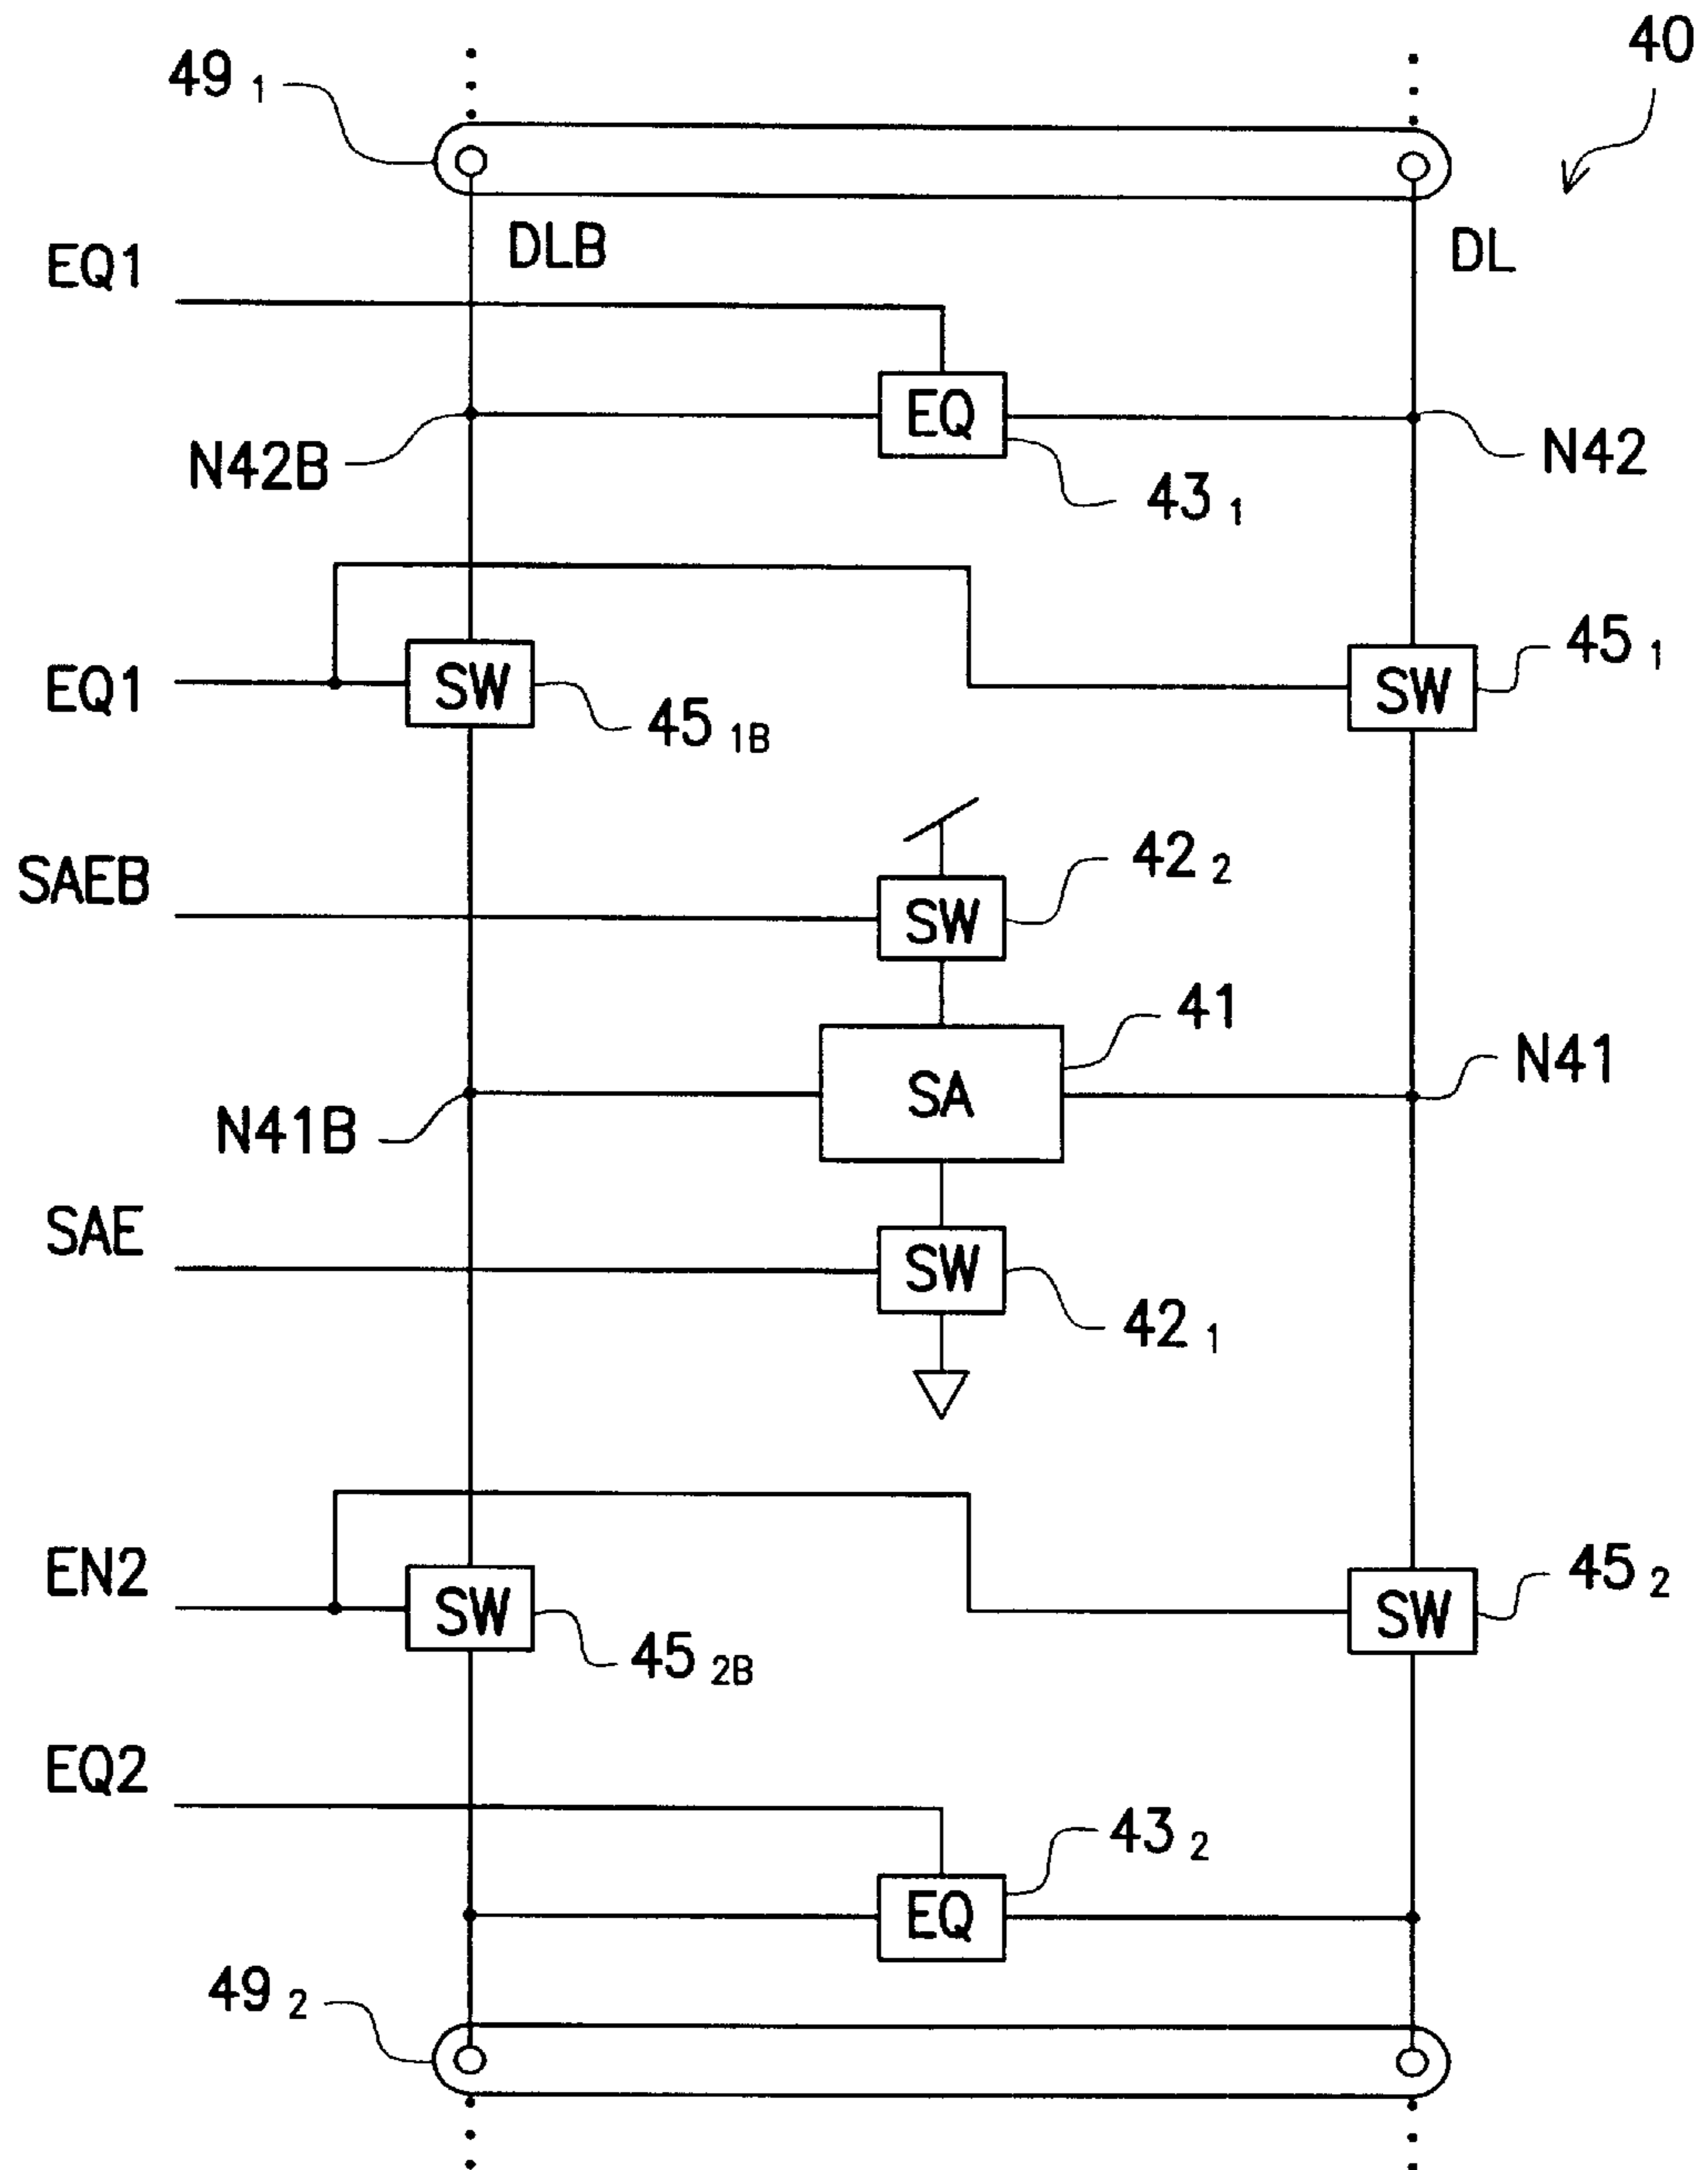 40
49 1
DLB
DL
EQ1
EQ
N42B
N42
43 1
EQ1
SW
45 1B
SW
45 1
SAEB
SW
42 2
41
SA
N41B
N41
SAE
SW
42 1
EN2
SW
45 2B
SW
45 2
EQ2
43 2
EQ
49 2